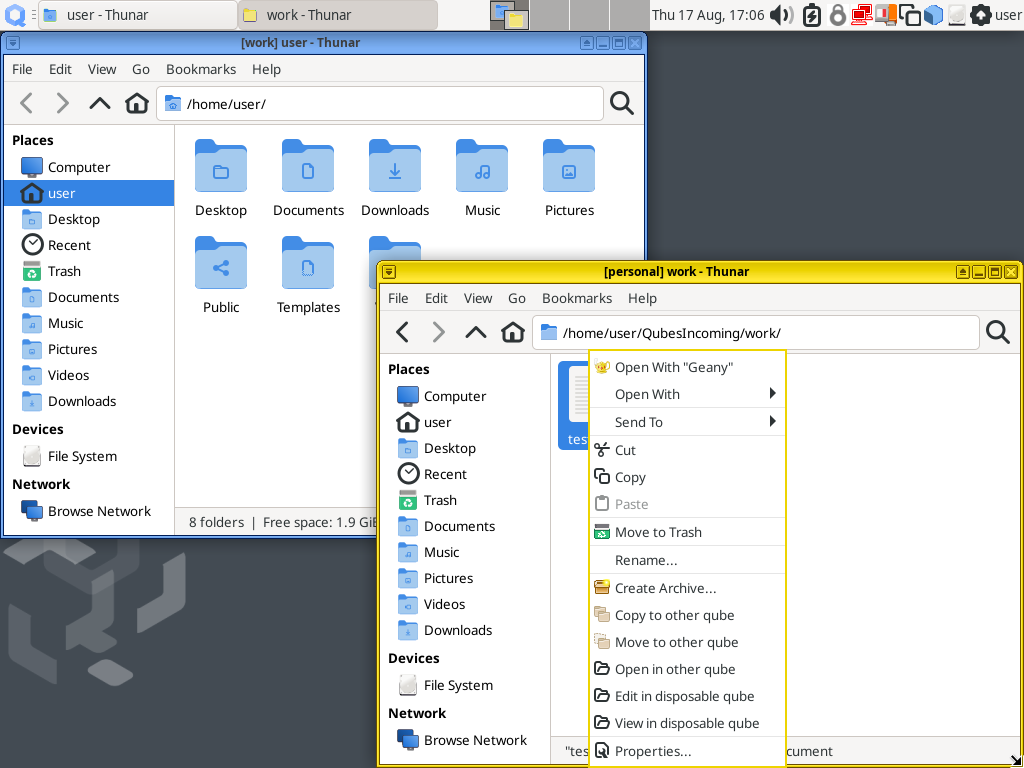 user - Thunar
work - Thunar
Thu 17 Aug, 17:06
user
[work] user - Thunar
File Edit View Go Bookmarks Help
/home/user/
Places
Computer
user
Desktop
Recent
Trash
Documents
Music
Pictures
Videos
Downloads
Devices
File System
Network
Browse Network
Desktop Documents Downloads Music Pictures
Public Templates
8 folders | Free space: 1.9 GiB
[personal] work - Thunar
File Edit View Go Bookmarks Help
/home/user/QubesIncoming/work/
Places
Computer
user
Desktop
Recent
Trash
Documents
Music
Pictures
Videos
Downloads
Devices
File System
Network
Browse Network
tes
Open With "Geany"
Open With
Send To
Cut
Copy
Paste
Move to Trash
Rename...
Create Archive...
Copy to other qube
Move to other qube
Open in other qube
Edit in disposable qube
View in disposable qube
Properties...
"tes
cument